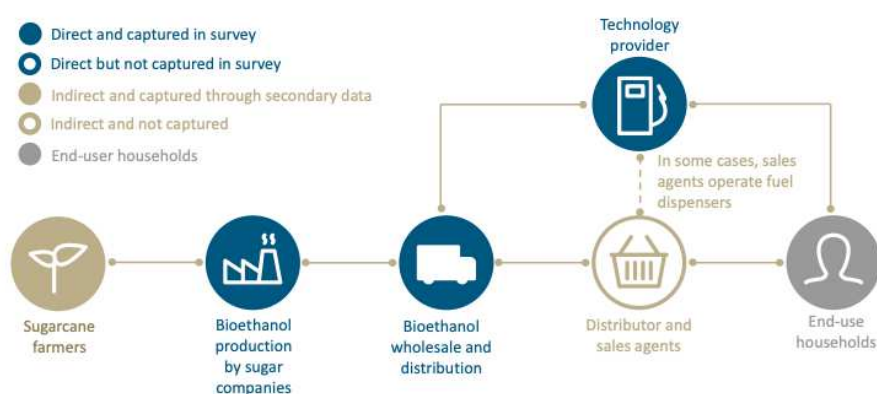 Direct and captured in survey
Direct but not captured in survey
Indirect and captured through secondary data
Indirect and not captured
End-user households
Technology
provider
In some cases, sales
agents operate fuel
dispensers
Sugarcane
farmers
Bioethanol
production
by sugar
companies
Bioethanol
wholesale and
distribution
Distributor and
sales agents
End-use
households